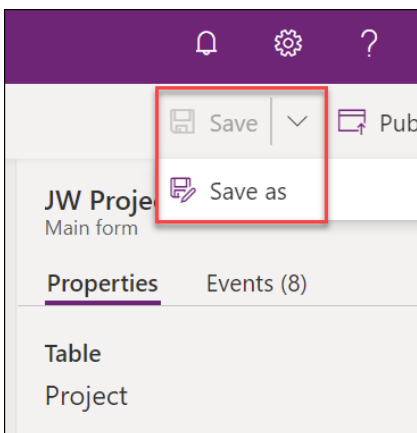 ?
Save
Pub
Save as
JW Proje
Main form
Properties Events (8)
Table
Project